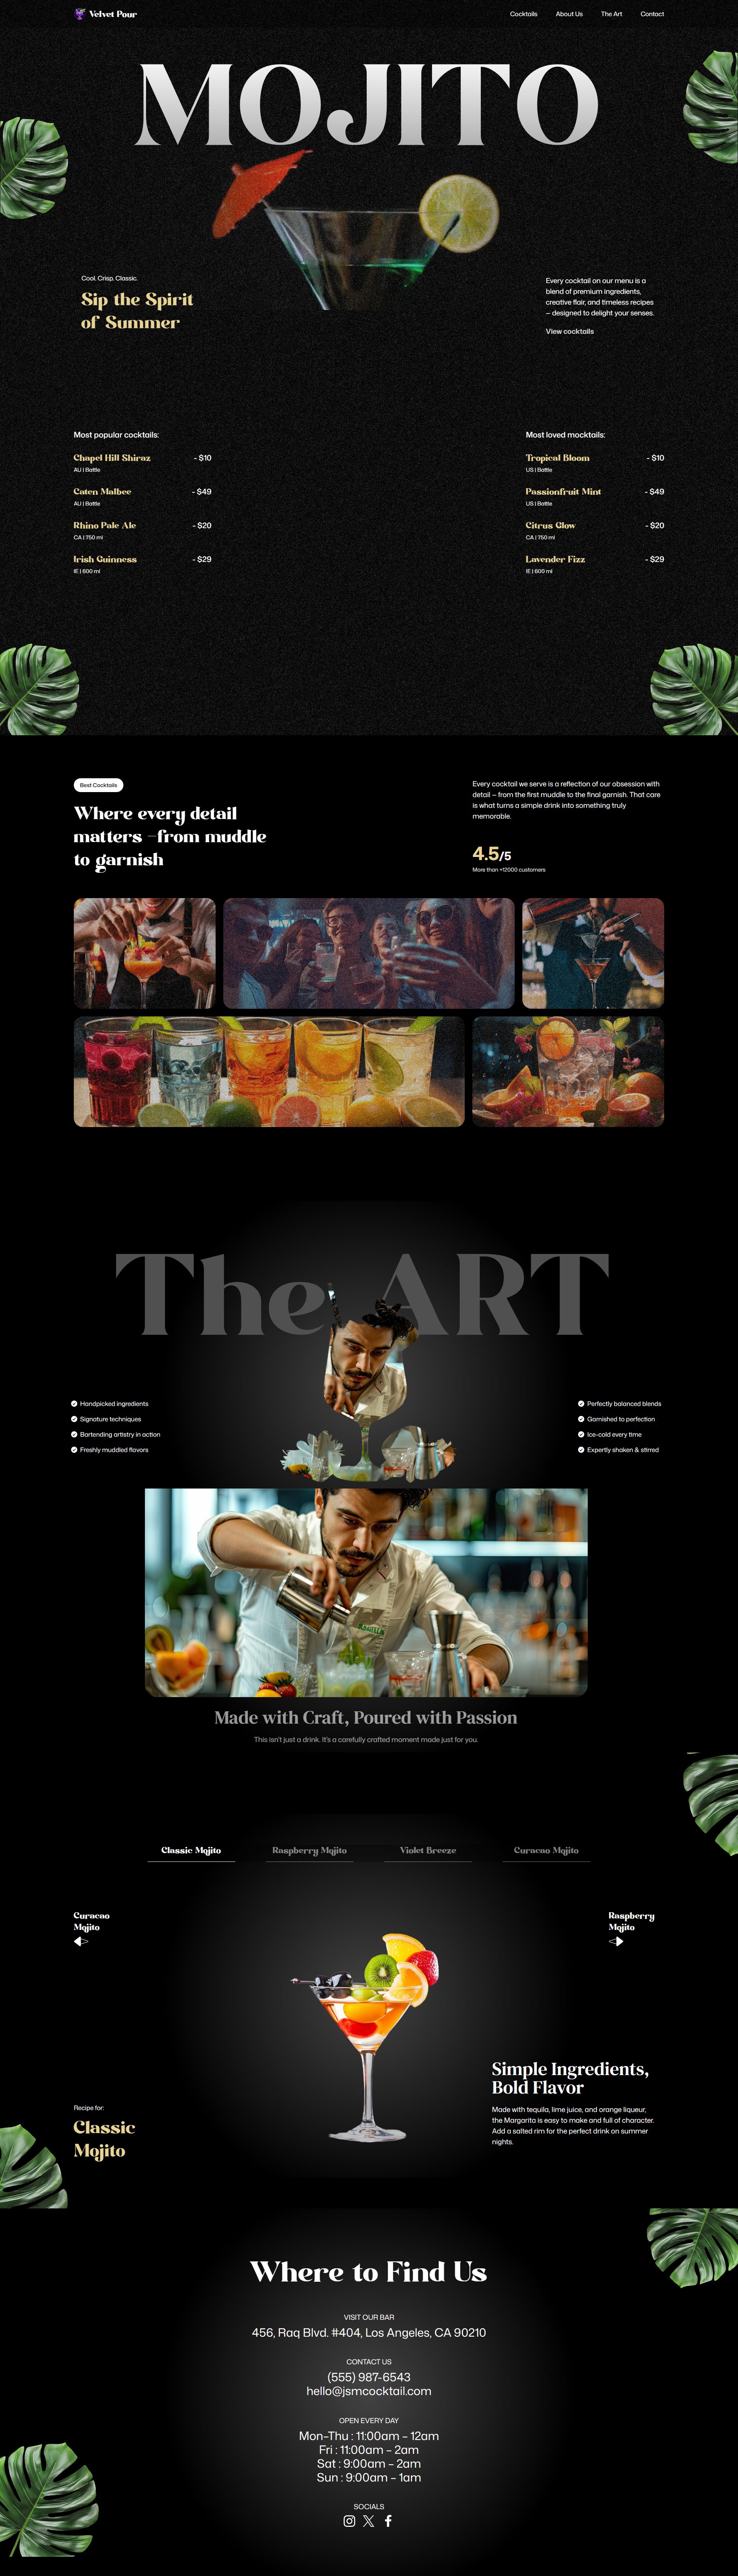 Velvet Pour
Cocktails
About Us
The Art
Contact
MOJITO
Cool. Crisp. Classic.
Sip the Spirit
of Summer
Every cocktail on our menu is a
blend of premium ingredients,
creative flair, and timeless recipes
– designed to delight your senses.
View cocktails
Most popular cocktails:
Chapel Hill Shiraz
- $10
AU | Battle
Caten Malbee
- $49
AU | Battle
Rhino Pale Ale
- $20
CA | 750 ml
Irish Guinness
- $29
IE | 600 ml
Most loved mocktails:
Tropical Bloom
- $10
US | Battle
Passionfruit Mint
- $49
US | Battle
Citrus Glow
- $20
CA | 750 ml
Lavender Fizz
- $29
IE | 600 ml
Best Cocktails
Where every detail
matters -from muddle
to garnish
Every cocktail we serve is a reflection of our obsession with
detail – from the first muddle to the final garnish. That care
is what turns a simple drink into something truly
memorable.
4.5/5
More than +12000 customers
The ART
Handpicked ingredients
Signature techniques
Bartending artistry in action
Freshly muddled flavors
Perfectly balanced blends
Garnished to perfection
Ice-cold every time
Expertly shaken & stirred
Made with Craft, Poured with Passion
This isn't just a drink. It's a carefully crafted moment made just for you.
Classic Mojito
Raspberry Mojito
Violet Breeze
Curacao Mojito
Curacao
Mojito
Raspberry
Mojito
Recipe for:
Classic
Mojito
Simple Ingredients,
Bold Flavor
Made with tequila, lime juice, and orange liqueur,
the Margarita is easy to make and full of character.
Add a salted rim for the perfect drink on summer
nights.
Where to Find Us
VISIT OUR BAR
456, Raq Blvd. #404, Los Angeles, CA 90210
CONTACT US
(555) 987-6543
hello@jsmcocktail.com
OPEN EVERY DAY
Mon–Thu : 11:00am – 12am
Fri : 11:00am – 2am
Sat : 9:00am – 2am
Sun : 9:00am – 1am
SOCIALS